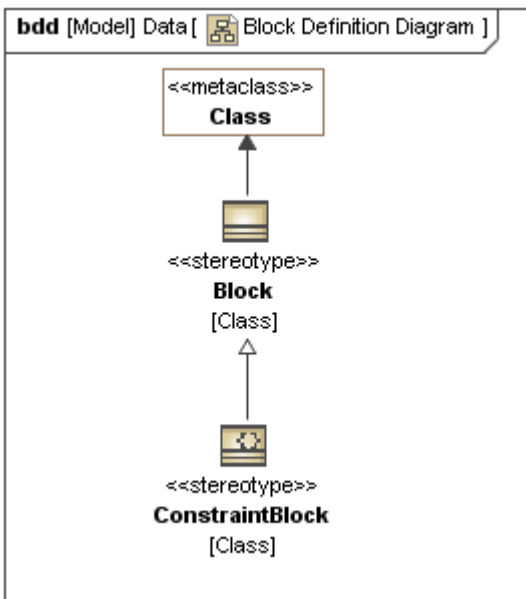 bdd [Model] Data [ Block Definition Diagram ]
<<metaclass>>
Class
<<stereotype>>
Block
[Class]
<<stereotype>>
ConstraintBlock
[Class]